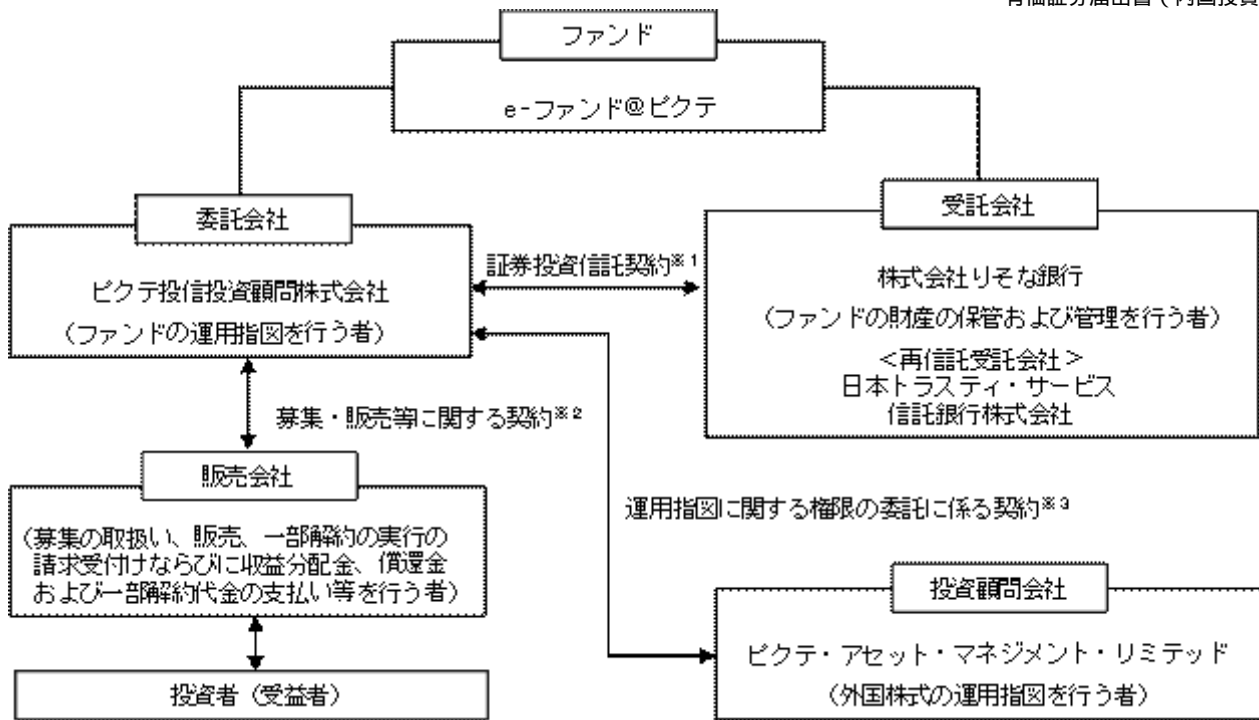 ファンド
e-ファンド@ピクテ
委託会社
ピクテ投信投資顧問株式会社
(ファンドの運用指図を行う者)
証券投資信託契約※1
受託会社
株式会社りそな銀行
(ファンドの財産の保管および管理を行う者)
<再信託受託会社>
日本トラスティ・サービス
信託銀行株式会社
募集・販売等に関する契約※2
販売会社
(募集の取扱い、販売、一部解約の実行の
請求受付けならびに収益分配金、償還金
および一部解約代金の支払い等を行う者)
投資者(受益者)
運用指図に関する権限の委託に係る契約※3
投資顧問会社
ピクテ・アセット・マネジメント・リミテッド
(外国株式の運用指図を行う者)